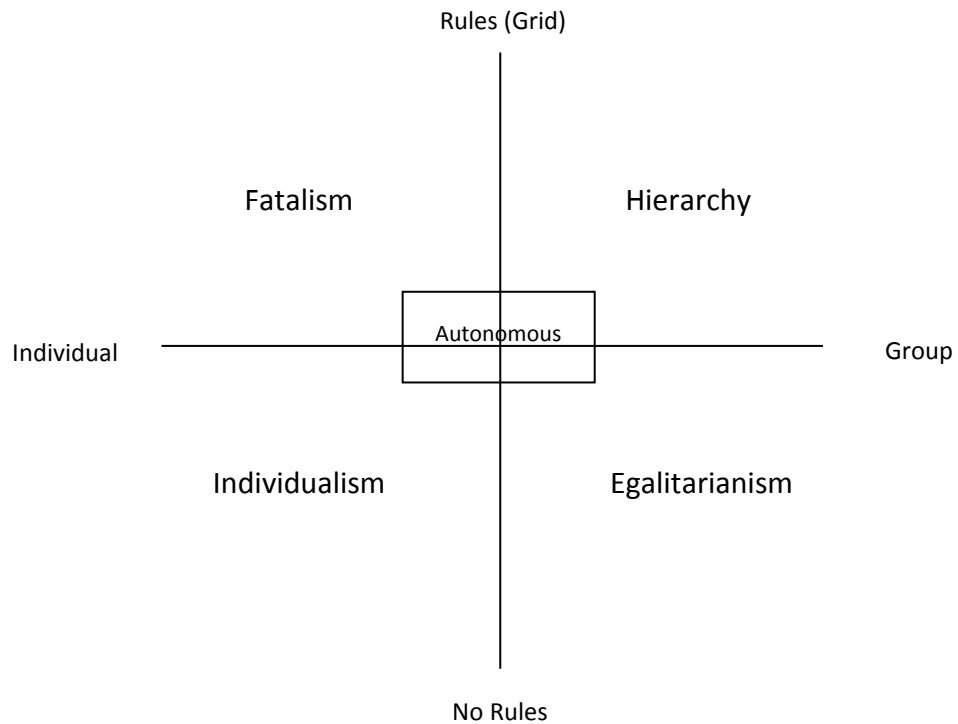 Rules (Grid)
Fatalism
Hierarchy
Autonomous
Individual
Group
Individualism
Egalitarianism
No Rules